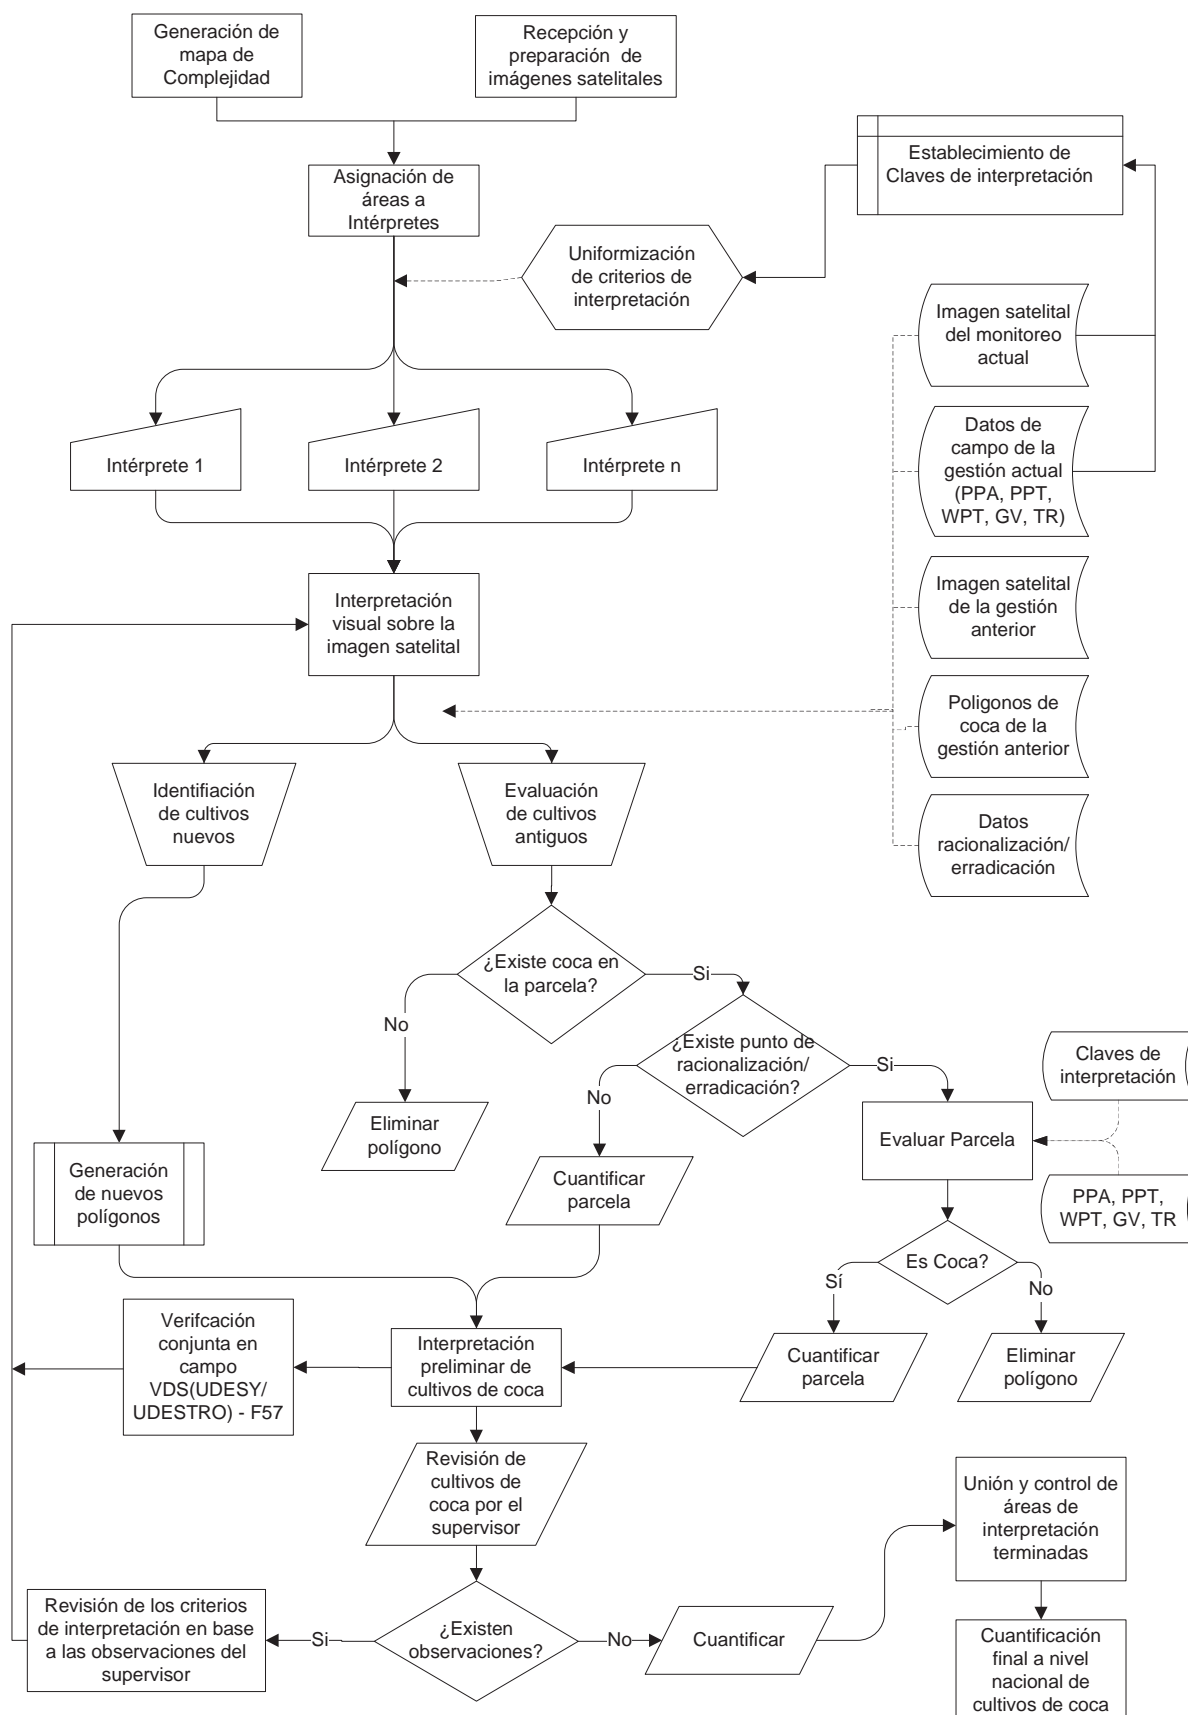 Generación de
mapa de
Complejidad
Recepción y
preparación de
imágenes satelitales
Asignación de
áreas a
Intérpretes
Establecimiento de
Claves de interpretación
Uniformización
de criterios de
interpretación
Imagen satelital
del monitoreo
actual
Datos de
campo de la
gestión actual
(PPA, PPT,
WPT, GV, TR)
Intérprete 1
Intérprete 2
Intérprete n
Interpretación
visual sobre la
imagen satelital
Imagen satelital
de la gestión
anterior
Poligonos de
coca de la
gestión anterior
Datos
racionalización/
erradicación
Identifiación
de cultivos
nuevos
Evaluación
de cultivos
antiguos
¿Existe coca en
la parcela?
Si
No
¿Existe punto de
racionalización/
erradicación?
Si
No
Claves de
interpretación
Eliminar
polígono
Evaluar Parcela
Generación
de nuevos
polígonos
Cuantificar
parcela
PPA, PPT,
WPT, GV, TR
Es Coca?
Sí
No
Verifcación
conjunta en
campo
VDS(UDESY/
UDESTRO) - F57
Interpretación
preliminar de
cultivos de coca
Cuantificar
parcela
Eliminar
polígono
Revisión de
cultivos de
coca por el
supervisor
Unión y control de
áreas de
interpretación
terminadas
Revisión de los criterios
de interpretación en base
a las observaciones del
supervisor
Si
¿Existen
observaciones?
No
Cuantificar
Cuantificación
final a nivel
nacional de
cultivos de coca